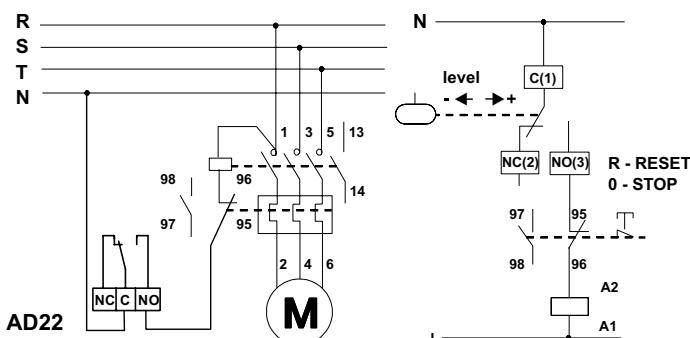 R
S
T
N
1 3 5 13
14
98
97
96
95
2 4 6
M
NC C NO
AD22
N
level
- +
C(1)
NC(2) NO(3)
R - RESET
0 - STOP
97 95
98 96
A2
A1